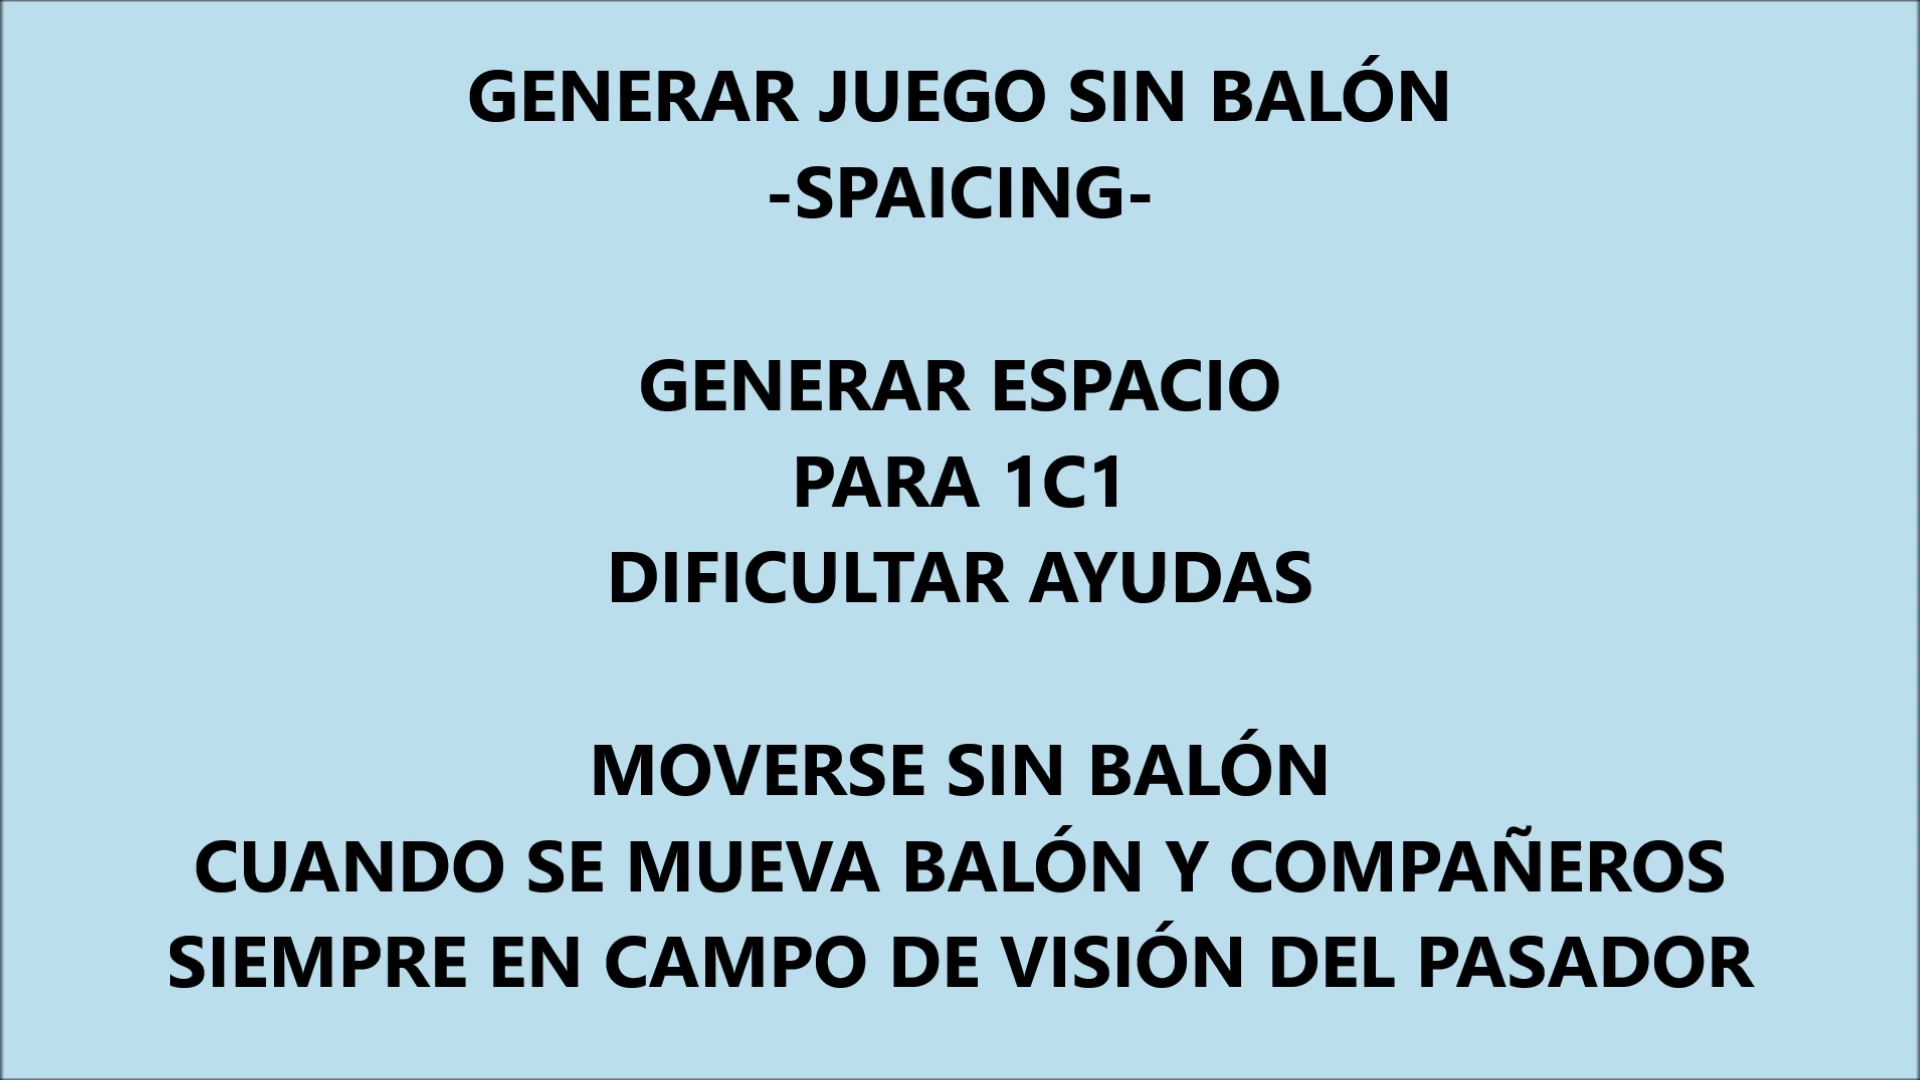 GENERAR JUEGO SIN BALÓN
-SPAICING-
GENERAR ESPACIO
PARA 1C1
DIFICULTAR AYUDAS
MOVERSE SIN BALÓN
CUANDO SE MUEVA BALÓN Y COMPAÑEROS
SIEMPRE EN CAMPO DE VISIÓN DEL PASADOR